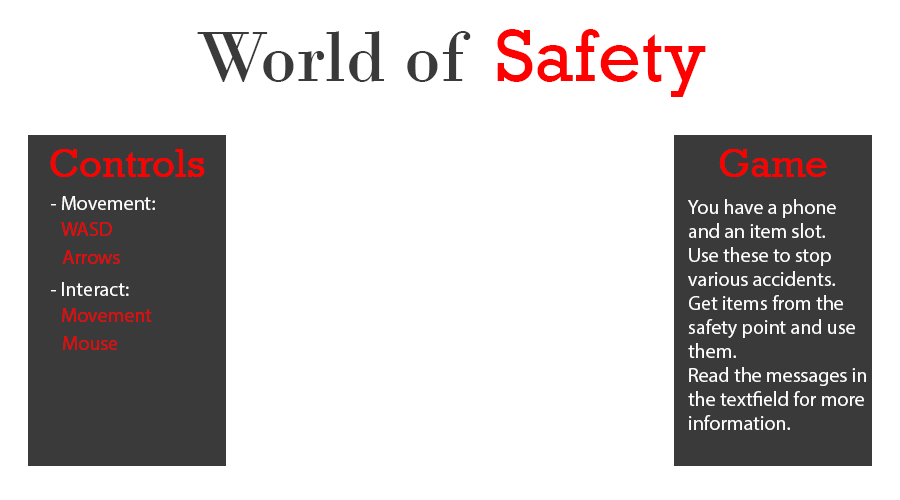 World of Safety
Controls
- Movement:
WASD
Arrows
- Interact:
Movement
Mouse
Game
You have a phone
and an item slot.
Use these to stop
various accidents.
Get items from the
safety point and use
them.
Read the messages in
the textfield for more
information.